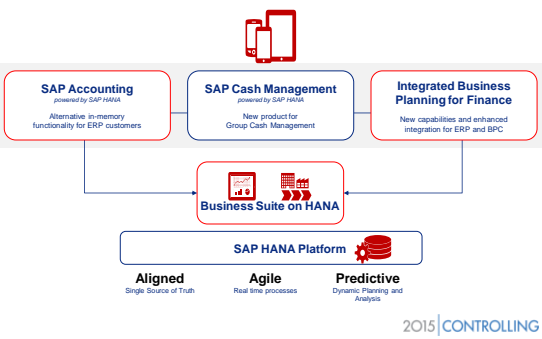 SAP Accounting
powered by SAP HANA
Alternative in-memory
functionality for ERP customers
SAP Cash Management
powered by SAP HANA
New product for
Group Cash Management
Integrated Business
Planning for Finance
New capabilities and enhanced
integration for ERP and BPC
Business Suite on HANA
SAP HANA Platform
Aligned
Single Source of Truth
Agile
Real time processes
Predictive
Dynamic Planning and
Analysis
2015 CONTROLLING